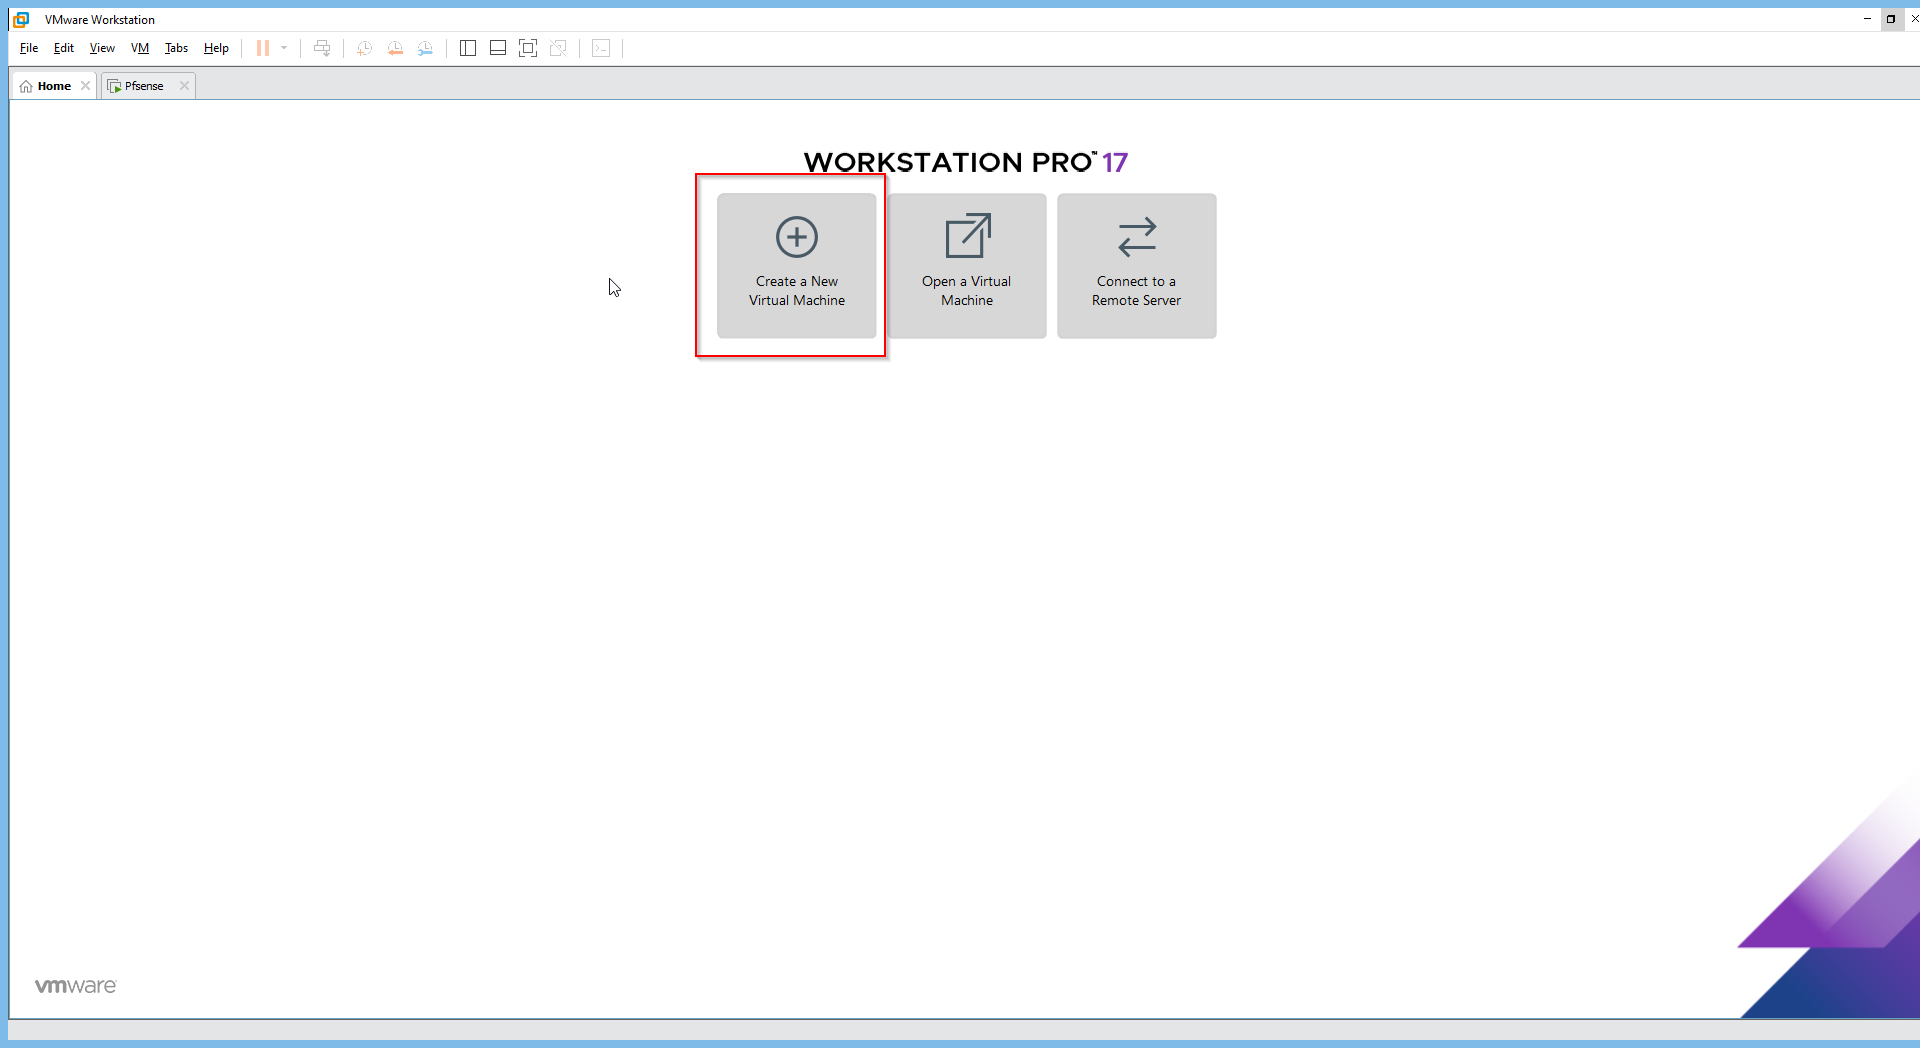 VMware Workstation
File Edit View VM Tabs Help
Home Pfsense
WORKSTATION PRO™ 17
Create a New
Virtual Machine
Open a Virtual
Machine
Connect to a
Remote Server
vmware